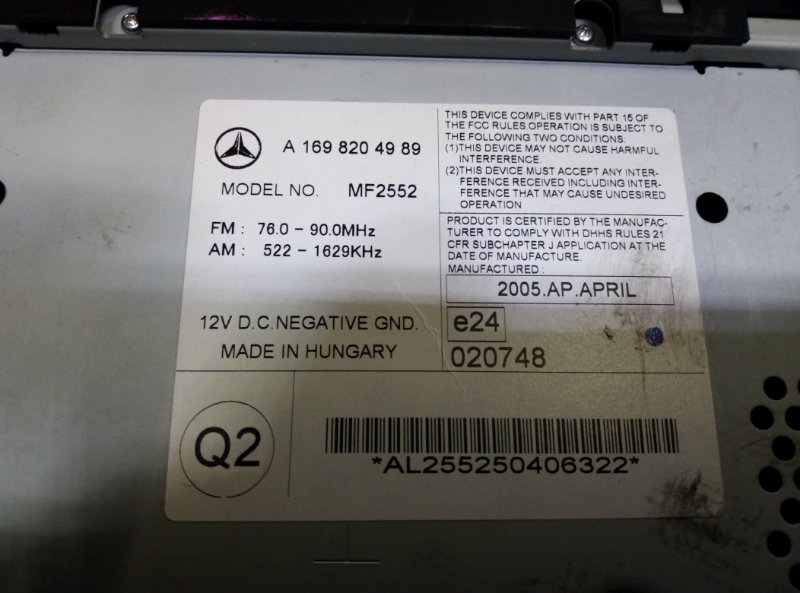 A 169 820 49 89
MODEL NO. MF2552
FM : 76.0 - 90.0MHz
AM : 522 - 1629KHz
12V D.C.NEGATIVE GND.
MADE IN HUNGARY
THIS DEVICE COMPLIES WITH PART 15 OF
THE FCC RULES.OPERATION IS SUBJECT TO
THE FOLLOWING TWO CONDITIONS.
(1)THIS DEVICE MAY NOT CAUSE HARMFUL
INTERFERENCE.
(2)THIS DEVICE MUST ACCEPT ANY INTER-
FERENCE RECEIVED INCLUDING INTER-
FERENCE THAT MAY CAUSE UNDESIRED
OPERATION
PRODUCT IS CERTIFIED BY THE MANUFAC-
TURER TO COMPLY WITH DHHS RULES 21
CFR SUBCHAPTER J APPLICATION AT THE
DATE OF MANUFACTURE.
MANUFACTURED :
2005.AP.APRIL
e24
020748
Q2
*AL255250406322*